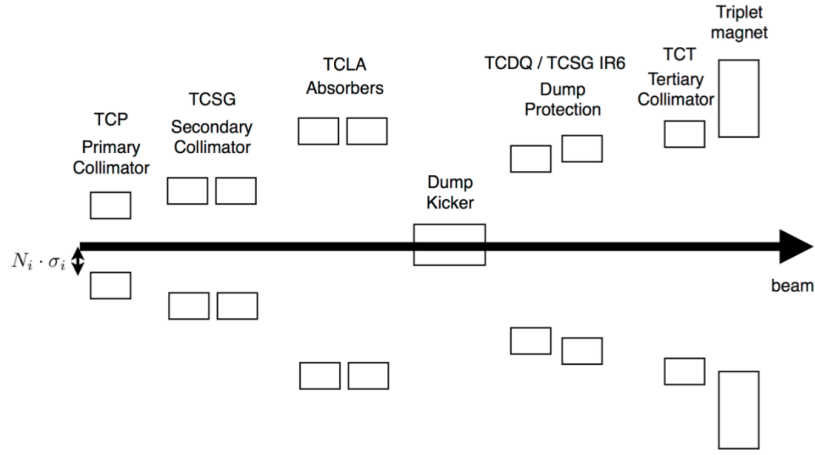 TCP
Primary
Collimator
TCSG
Secondary
Collimator
TCLA
Absorbers
Dump
Kicker
TCDQ / TCSG IR6
Dump
Protection
TCT
Tertiary
Collimator
Triplet
magnet
N_i · σ_i
beam